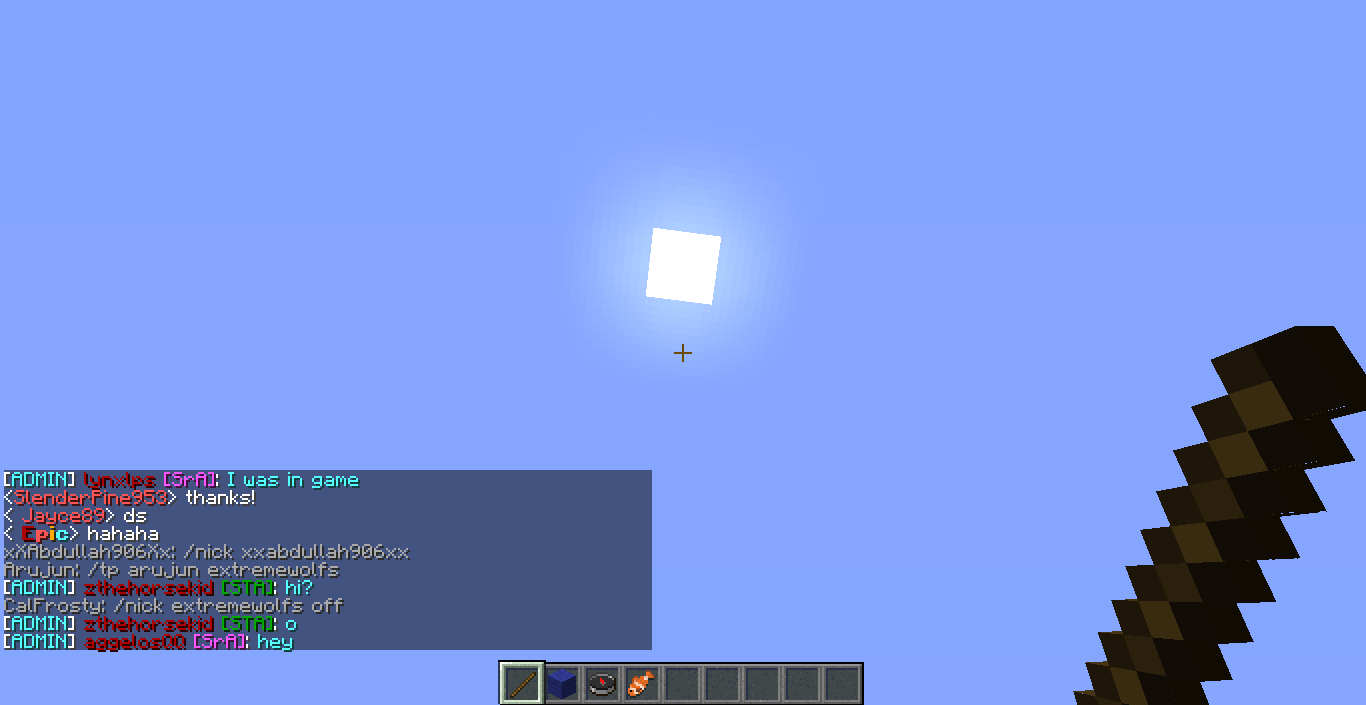 [ADMIN] lynxlps [SrA]: I was in game
<SlenderPine953> thanks!
< Jayce89> ds
< Epic> hahaha
xXAbdullah906Xx: /nick xxabdullah906xx
Arujun: /tp arujun extremewolfs
[ADMIN] zthehorsekid [STA]: hi?
CalFrosty: /nick extremewolfs off
[ADMIN] zthehorsekid [STA]: o
[ADMIN] aggelos00 [SrA]: hey